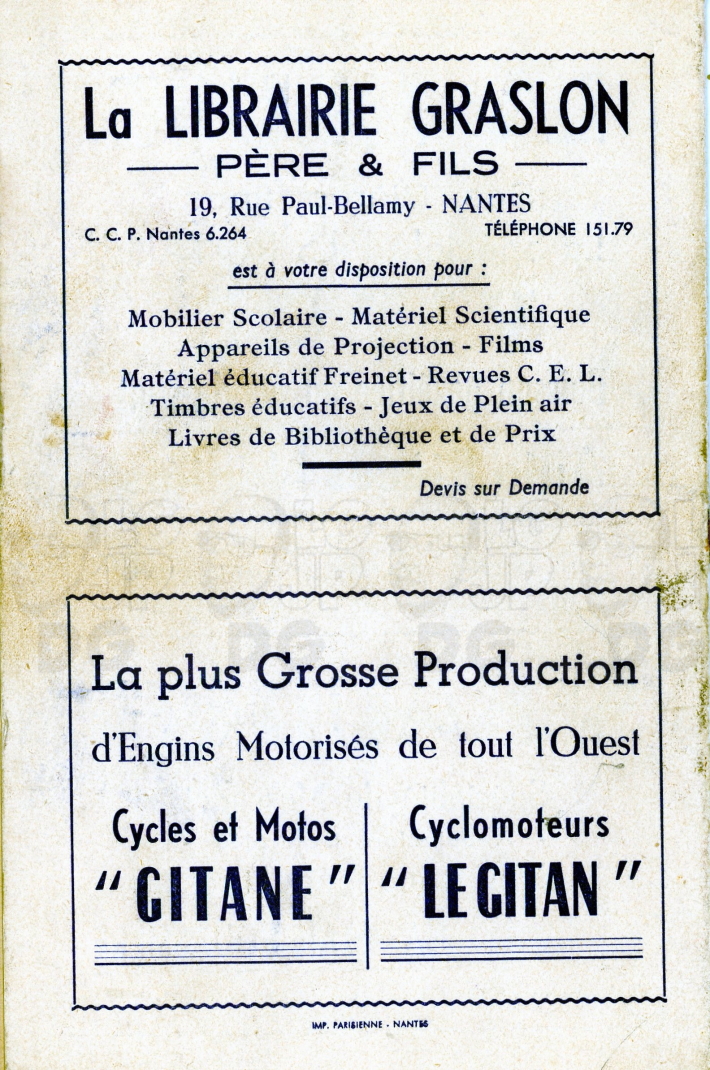 La LIBRAIRIE GRASLON
PÈRE & FILS
19, Rue Paul-Bellamy - NANTES
C. C. P. Nantes 6.264 TÉLÉPHONE 151.79
est à votre disposition pour :
Mobilier Scolaire - Matériel Scientifique
Appareils de Projection - Films
Matériel éducatif Freinet - Revues C. E. L.
Timbres éducatifs - Jeux de Plein air
Livres de Bibliothèque et de Prix
Devis sur Demande
La plus Grosse Production
d'Engins Motorisés de tout l'Ouest
Cycles et Motos
" GITANE "
Cyclomoteurs
" LE GITAN "
IMP. PARISIENNE - NANTES